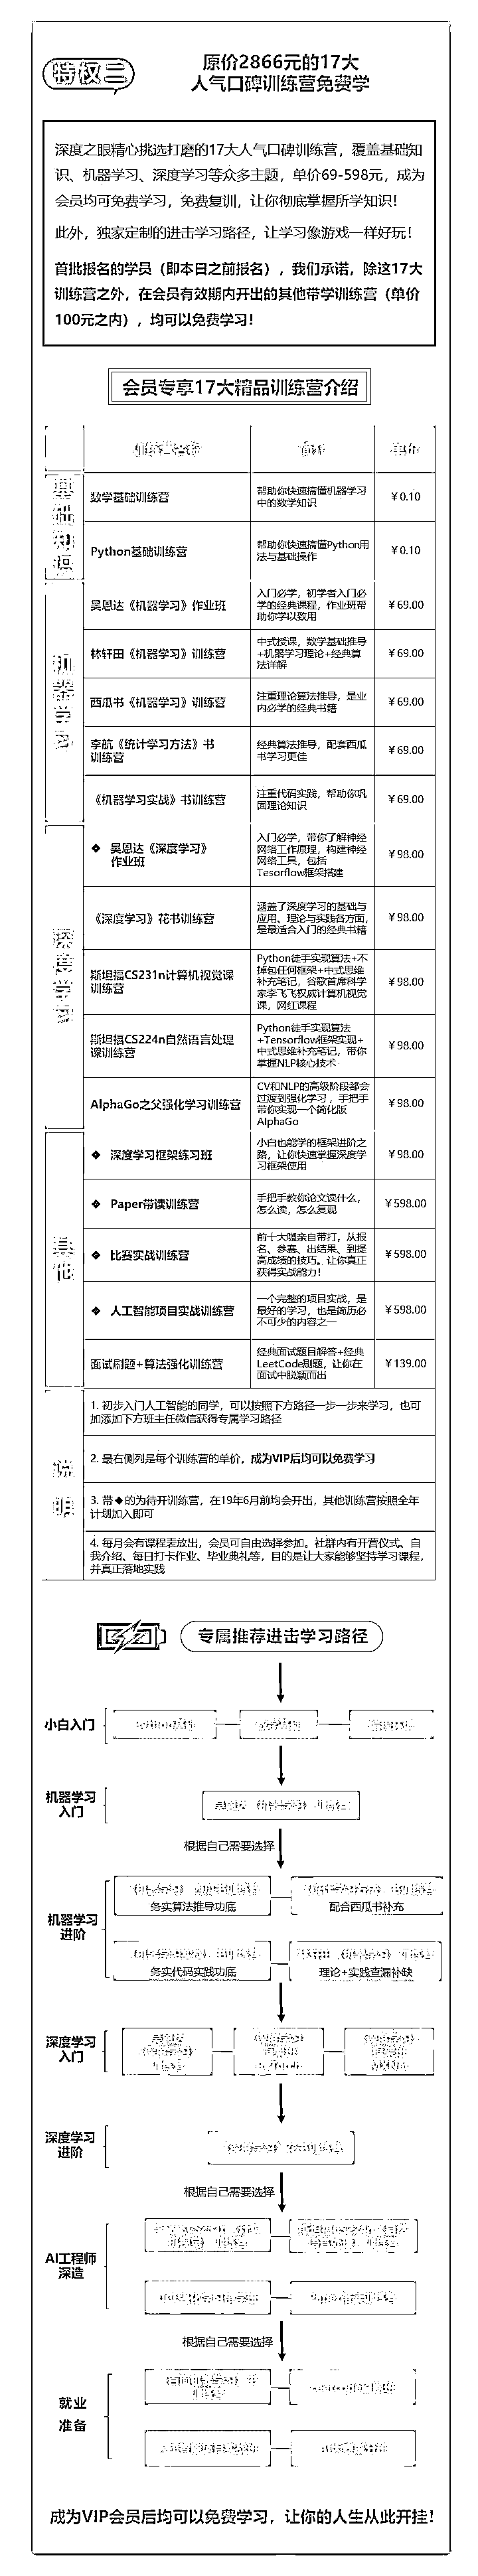 特权三
原价2866元的17大
人气口碑训练营免费学
深度之眼精心挑选打磨的17大人气口碑训练营，覆盖基础知
识、机器学习、深度学习等众多主题，单价69-598元，成为
会员均可免费学习，免费复训，让你彻底掌握所学知识！
此外，独家定制的进击学习路径，让学习像游戏一样好玩！
首批报名的学员（即本日之前报名），我们承诺，除这17大
训练营之外，在会员有效期内开出的其他带学训练营（单价
100元之内），均可以免费学习！
会员专享17大精品训练营介绍
训练营名称
简介
单价
基础知识
数学基础训练营
帮助你快速搞懂机器学习
中的数学知识
￥0.10
Python基础训练营
帮助你快速搞懂Python用
法与基础操作
￥0.10
机器学习
吴恩达《机器学习》作业班
入门必学，初学者入门必
学的经典课程，作业班帮
助你学以致用
￥69.00
林轩田《机器学习》训练营
中式授课，数学基础推导
+机器学习理论+经典算
法详解
￥69.00
西瓜书《机器学习》训练营
注重理论算法推导，是业
内必学的经典书籍
￥69.00
李航《统计学习方法》书
训练营
经典算法推导，配套西瓜
书学习更佳
￥69.00
《机器学习实战》书训练营
注重代码实践，帮助你巩
固理论知识
￥69.00
深度学习
❖ 吴恩达《深度学习》
作业班
入门必学，带你了解神经
网络工作原理，构建神经
网络工具，包括
Tesorflow框架搭建
￥98.00
《深度学习》花书训练营
涵盖了深度学习的基础与
应用、理论与实践各方面，
是最适合入门的经典书籍
￥98.00
斯坦福CS231n计算机视觉课
训练营
Python徒手实现算法+不
掉包任何框架+中式思维
补充笔记，谷歌首席科学
家李飞飞权威计算机视觉
课，网红课程
￥98.00
斯坦福CS224n自然语言处理
课训练营
Python徒手实现算法
+Tensorflow框架实现+
中式思维补充笔记，带你
掌握NLP核心技术
￥98.00
AlphaGo之父强化学习训练营
CV和NLP的高级阶段都会
过渡到强化学习，手把手
带你实现一个简化版
AlphaGo
￥98.00
其他
❖ 深度学习框架练习班
小白也能学的框架进阶之
路，让你快速掌握深度学
习框架使用
￥98.00
❖ Paper带读训练营
手把手教你论文读什么，
怎么读，怎么复现
￥598.00
❖ 比赛实战训练营
前十大咖亲自带打，从报
名、参赛、出结果、到提
高成绩的技巧。让你真正
获得实战能力！
￥598.00
❖ 人工智能项目实战训练营
一个完整的项目实战，是
最好的学习，也是简历必
不可少的内容之一
￥598.00
面试刷题+算法强化训练营
经典面试题目解答+经典
LeetCode刷题，让你在
面试中脱颖而出
￥139.00
说明
1. 初步入门人工智能的同学，可以按照下方路径一步一步来学习，也可
加添加下方班主任微信获得专属学习路径
2. 最右侧列是每个训练营的单价，成为VIP后均可以免费学习
3. 带◆的为待开训练营，在19年6月前均会开出，其他训练营按照全年
计划加入即可
4. 每月会有课程表放出，会员可自由选择参加。社群内有开营仪式、自
我介绍、每日打卡作业、毕业典礼等，目的是让大家能够坚持学习课程，
并真正落地实践
专属推荐进击学习路径
小白入门
机器学习
入门
根据自己需要选择
机器学习
进阶
务实算法推导功底
配合西瓜书补充
务实代码实践功底
理论+实践查漏补缺
深度学习
入门
深度学习
进阶
根据自己需要选择
AI工程师
深造
根据自己需要选择
就业
准备
成为VIP会员后均可以免费学习，让你的人生从此开挂！